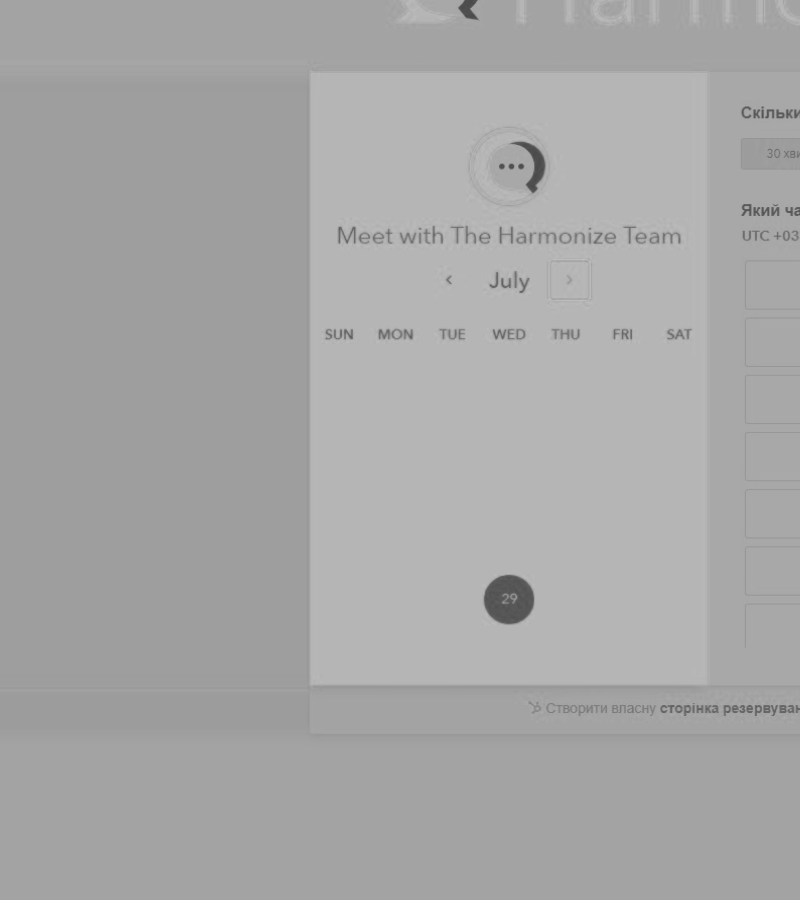 Harmo
Meet with The Harmonize Team
July
SUN MON TUE WED THU FRI SAT
29
Скільки
30 хви
Який ча
UTC +03
Створити власну сторінка резервуван